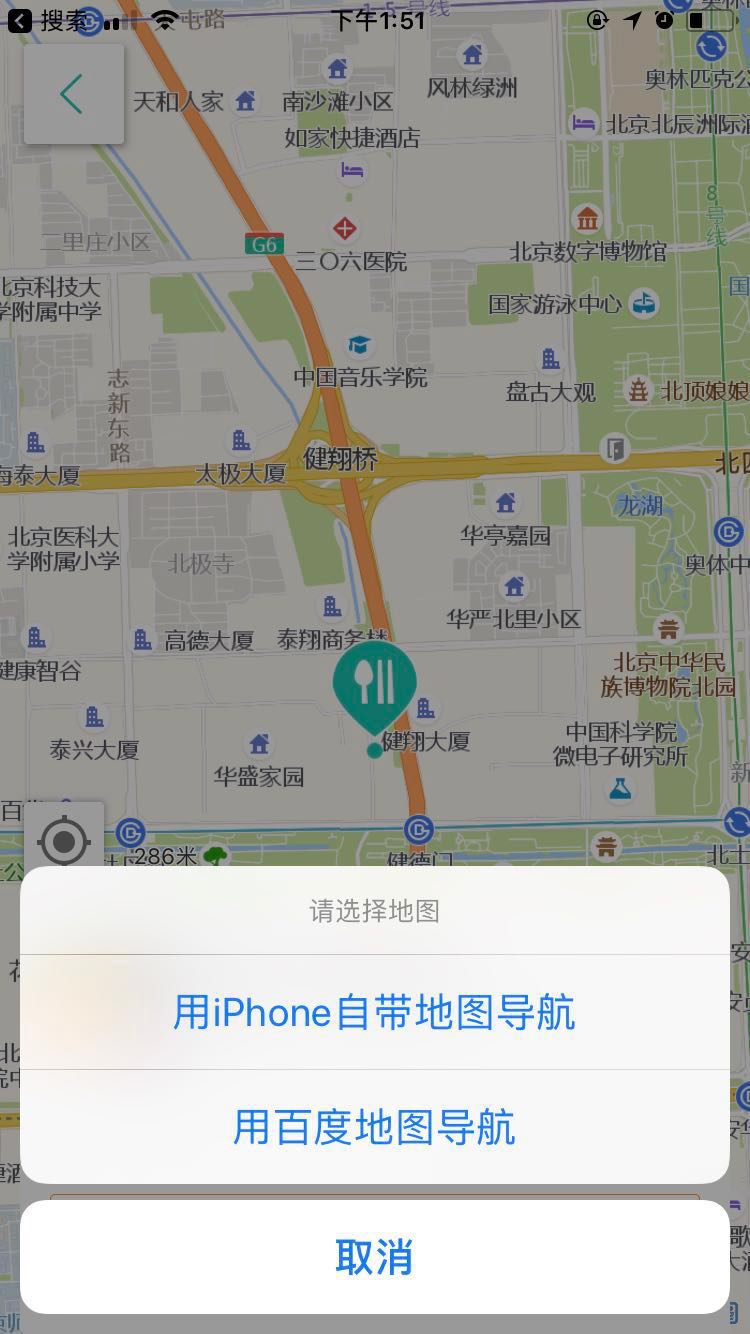 搜索
下午1:51
15号线
屯路
奥林匹克公
天和人家
南沙滩小区
风林绿洲
如家快捷酒店
北京北辰洲际酒
8号线
二里庄小区
G6
三〇六医院
北京数字博物馆
北京科技大
学附属中学
国家游泳中心
国
志新东路
中国音乐学院
盘古大观
北顶娘娘
海泰大厦
太极大厦
健翔桥
北四
北京医科大
学附属小学
北极寺
华亭嘉园
龙湖
奥体中
华严北里小区
健康智谷
高德大厦
泰翔商务楼
北京中华民
族博物院北园
泰兴大厦
华盛家园
健翔大厦
中国科学院
微电子研究所
新
286米
健德门
北土
请选择地图
用iPhone自带地图导航
用百度地图导航
取消